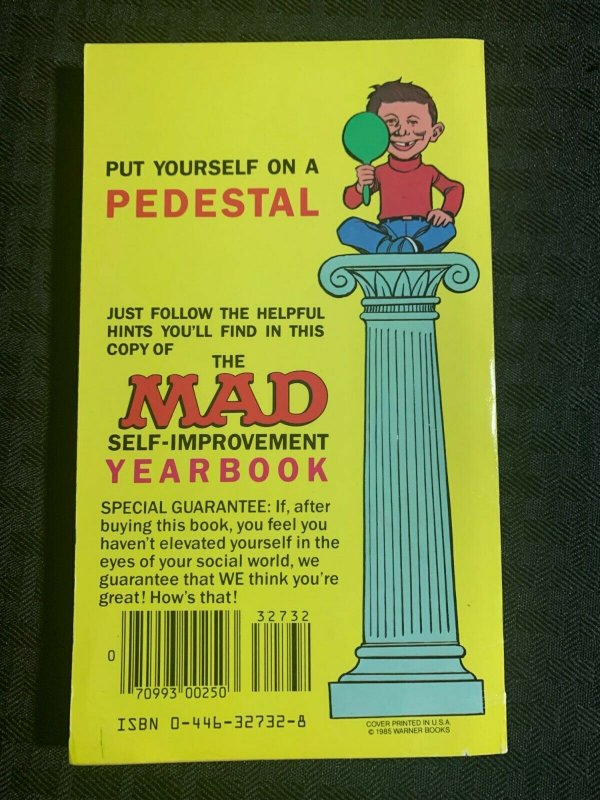 PUT YOURSELF ON A
PEDESTAL
JUST FOLLOW THE HELPFUL
HINTS YOU'LL FIND IN THIS
COPY OF
THE
MAD
SELF-IMPROVEMENT
YEARBOOK
SPECIAL GUARANTEE: If, after
buying this book, you feel you
haven't elevated yourself in the
eyes of your social world, we
guarantee that WE think you're
great! How's that!
32732
0
70993 00250
ISBN 0-446-32732-8
COVER PRINTED IN U.S.A.
© 1985 WARNER BOOKS